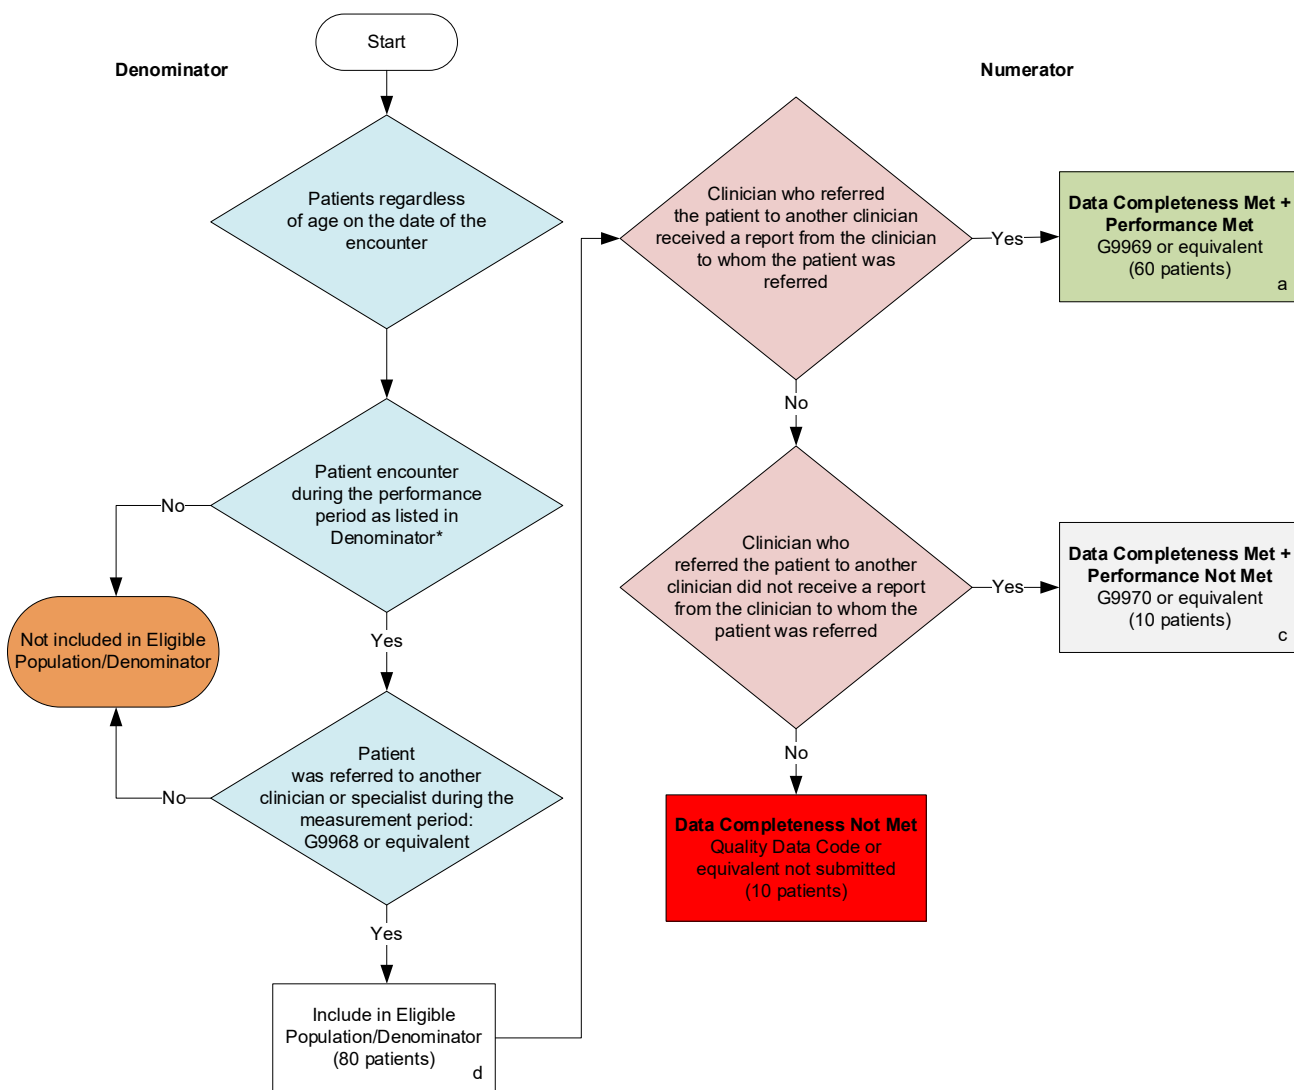 Start
Denominator
Numerator
Patients regardless
of age on the date of the
encounter
Patient encounter
during the performance
period as listed in
Denominator*
No
Yes
Not included in Eligible
Population/Denominator
Patient
was referred to another
clinician or specialist during the
measurement period:
G9968 or equivalent
No
Yes
Include in Eligible
Population/Denominator
(80 patients)
d
Clinician who referred
the patient to another clinician
received a report from the clinician
to whom the patient was
referred
Yes
Data Completeness Met +
Performance Met
G9969 or equivalent
(60 patients)
a
No
Clinician who
referred the patient to another
clinician did not receive a report
from the clinician to whom the
patient was referred
Yes
Data Completeness Met +
Performance Not Met
G9970 or equivalent
(10 patients)
c
No
Data Completeness Not Met
Quality Data Code or
equivalent not submitted
(10 patients)